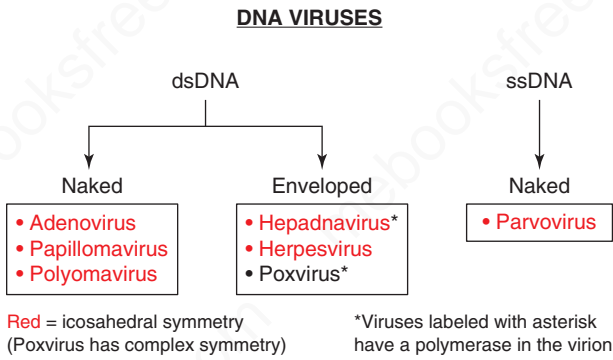 DNA VIRUSES
dsDNA
ssDNA
Naked
Enveloped
Naked
• Adenovirus
• Papillomavirus
• Polyomavirus
• Hepadnavirus*
• Herpesvirus
• Poxvirus*
• Parvovirus
Red = icosahedral symmetry
(Poxvirus has complex symmetry)
*Viruses labeled with asterisk
have a polymerase in the virion